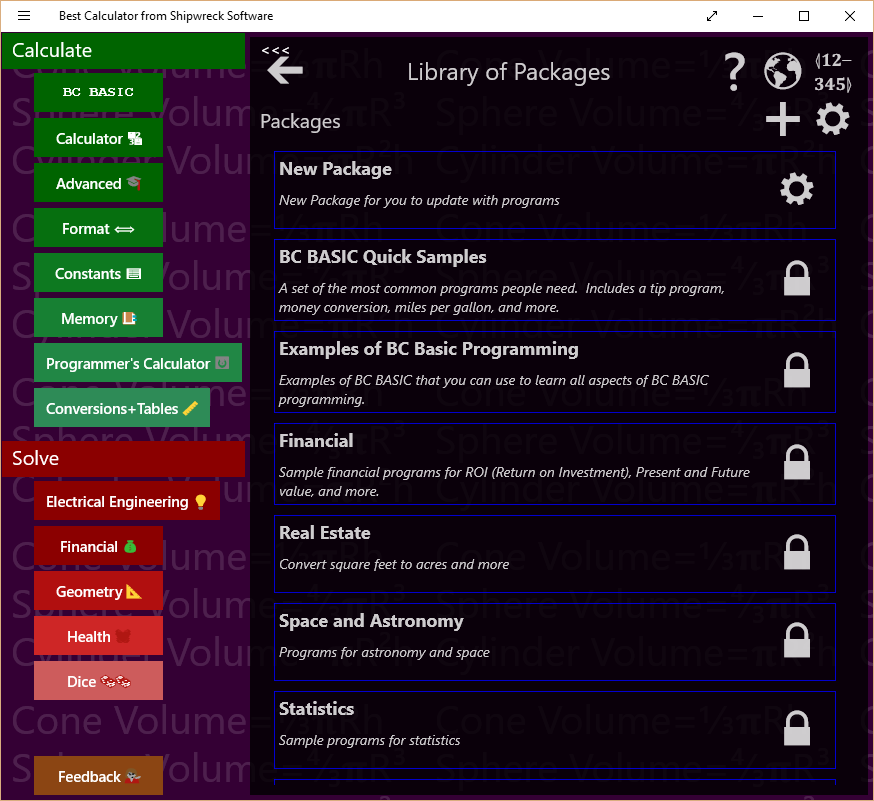 Best Calculator from Shipwreck Software
Calculate
BC BASIC
Calculator
Advanced
Format
Constants
Memory
Programmer's Calculator
Conversions+Tables
Solve
Electrical Engineering
Financial
Geometry
Health
Dice
Feedback
<<<
Library of Packages
?
⟨12–
345⟩
Packages
New Package
New Package for you to update with programs
BC BASIC Quick Samples
A set of the most common programs people need.  Includes a tip program,
money conversion, miles per gallon, and more.
Examples of BC Basic Programming
Examples of BC BASIC that you can use to learn all aspects of BC BASIC
programming.
Financial
Sample financial programs for ROI (Return on Investment), Present and Future
value, and more.
Real Estate
Convert square feet to acres and more
Space and Astronomy
Programs for astronomy and space
Statistics
Sample programs for statistics